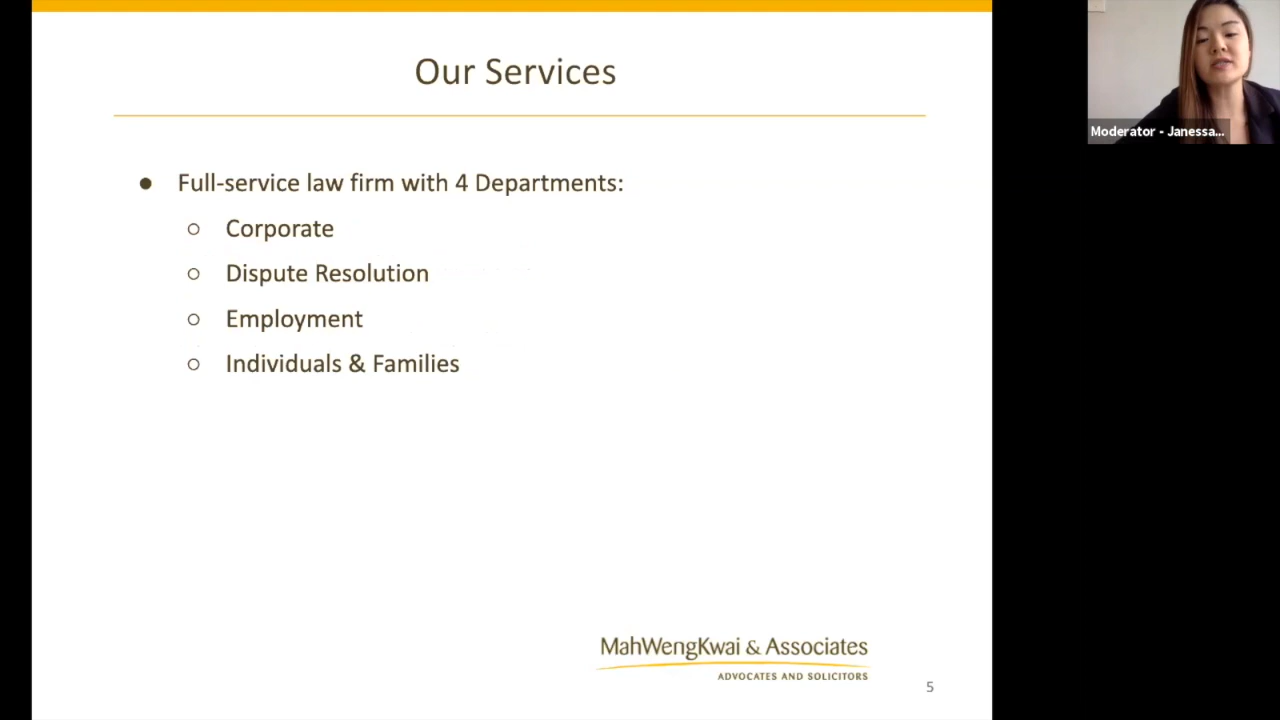 Our Services
● Full-service law firm with 4 Departments:
○ Corporate
○ Dispute Resolution
○ Employment
○ Individuals & Families
MahWengKwai & Associates
ADVOCATES AND SOLICITORS
5
Moderator - Janessa...